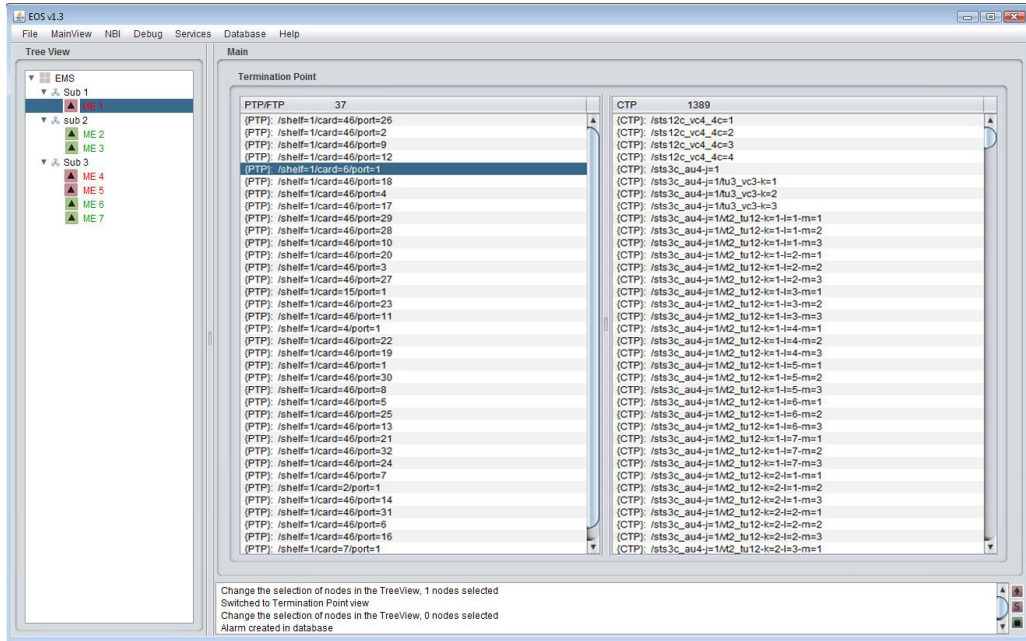 EOS v1.3
File MainView NBI Debug Services Database Help
Tree View
EMS
Sub 1
ME 1
sub 2
ME 2
ME 3
Sub 3
ME 4
ME 5
ME 6
ME 7
Main
Termination Point
PTP/FTP 37
{PTP}: /shelf=1/card=46/port=26
{PTP}: /shelf=1/card=46/port=2
{PTP}: /shelf=1/card=46/port=9
{PTP}: /shelf=1/card=46/port=12
{PTP}: /shelf=1/card=6/port=1
{PTP}: /shelf=1/card=46/port=18
{PTP}: /shelf=1/card=46/port=4
{PTP}: /shelf=1/card=46/port=17
{PTP}: /shelf=1/card=46/port=29
{PTP}: /shelf=1/card=46/port=28
{PTP}: /shelf=1/card=46/port=10
{PTP}: /shelf=1/card=46/port=20
{PTP}: /shelf=1/card=46/port=3
{PTP}: /shelf=1/card=46/port=27
{PTP}: /shelf=1/card=15/port=1
{PTP}: /shelf=1/card=46/port=23
{PTP}: /shelf=1/card=46/port=11
{PTP}: /shelf=1/card=4/port=1
{PTP}: /shelf=1/card=46/port=22
{PTP}: /shelf=1/card=46/port=19
{PTP}: /shelf=1/card=46/port=1
{PTP}: /shelf=1/card=46/port=30
{PTP}: /shelf=1/card=46/port=8
{PTP}: /shelf=1/card=46/port=5
{PTP}: /shelf=1/card=46/port=25
{PTP}: /shelf=1/card=46/port=13
{PTP}: /shelf=1/card=46/port=21
{PTP}: /shelf=1/card=46/port=32
{PTP}: /shelf=1/card=46/port=24
{PTP}: /shelf=1/card=46/port=7
{PTP}: /shelf=1/card=2/port=1
{PTP}: /shelf=1/card=46/port=14
{PTP}: /shelf=1/card=46/port=31
{PTP}: /shelf=1/card=46/port=6
{PTP}: /shelf=1/card=46/port=16
{PTP}: /shelf=1/card=7/port=1
CTP 1389
{CTP}: /sts12c_vc4_4c=1
{CTP}: /sts12c_vc4_4c=2
{CTP}: /sts12c_vc4_4c=3
{CTP}: /sts12c_vc4_4c=4
{CTP}: /sts3c_au4-j=1
{CTP}: /sts3c_au4-j=1/tu3_vc3-k=1
{CTP}: /sts3c_au4-j=1/tu3_vc3-k=2
{CTP}: /sts3c_au4-j=1/tu3_vc3-k=3
{CTP}: /sts3c_au4-j=1/vt2_tu12-k=1-l=1-m=1
{CTP}: /sts3c_au4-j=1/vt2_tu12-k=1-l=1-m=2
{CTP}: /sts3c_au4-j=1/vt2_tu12-k=1-l=1-m=3
{CTP}: /sts3c_au4-j=1/vt2_tu12-k=1-l=2-m=1
{CTP}: /sts3c_au4-j=1/vt2_tu12-k=1-l=2-m=2
{CTP}: /sts3c_au4-j=1/vt2_tu12-k=1-l=2-m=3
{CTP}: /sts3c_au4-j=1/vt2_tu12-k=1-l=3-m=1
{CTP}: /sts3c_au4-j=1/vt2_tu12-k=1-l=3-m=2
{CTP}: /sts3c_au4-j=1/vt2_tu12-k=1-l=3-m=3
{CTP}: /sts3c_au4-j=1/vt2_tu12-k=1-l=4-m=1
{CTP}: /sts3c_au4-j=1/vt2_tu12-k=1-l=4-m=2
{CTP}: /sts3c_au4-j=1/vt2_tu12-k=1-l=4-m=3
{CTP}: /sts3c_au4-j=1/vt2_tu12-k=1-l=5-m=1
{CTP}: /sts3c_au4-j=1/vt2_tu12-k=1-l=5-m=2
{CTP}: /sts3c_au4-j=1/vt2_tu12-k=1-l=5-m=3
{CTP}: /sts3c_au4-j=1/vt2_tu12-k=1-l=6-m=1
{CTP}: /sts3c_au4-j=1/vt2_tu12-k=1-l=6-m=2
{CTP}: /sts3c_au4-j=1/vt2_tu12-k=1-l=6-m=3
{CTP}: /sts3c_au4-j=1/vt2_tu12-k=1-l=7-m=1
{CTP}: /sts3c_au4-j=1/vt2_tu12-k=1-l=7-m=2
{CTP}: /sts3c_au4-j=1/vt2_tu12-k=1-l=7-m=3
{CTP}: /sts3c_au4-j=1/vt2_tu12-k=2-l=1-m=1
{CTP}: /sts3c_au4-j=1/vt2_tu12-k=2-l=1-m=2
{CTP}: /sts3c_au4-j=1/vt2_tu12-k=2-l=1-m=3
{CTP}: /sts3c_au4-j=1/vt2_tu12-k=2-l=2-m=1
{CTP}: /sts3c_au4-j=1/vt2_tu12-k=2-l=2-m=2
{CTP}: /sts3c_au4-j=1/vt2_tu12-k=2-l=2-m=3
{CTP}: /sts3c_au4-j=1/vt2_tu12-k=2-l=3-m=1
Change the selection of nodes in the TreeView, 1 nodes selected
Switched to Termination Point view
Change the selection of nodes in the TreeView, 0 nodes selected
Alarm created in database
S